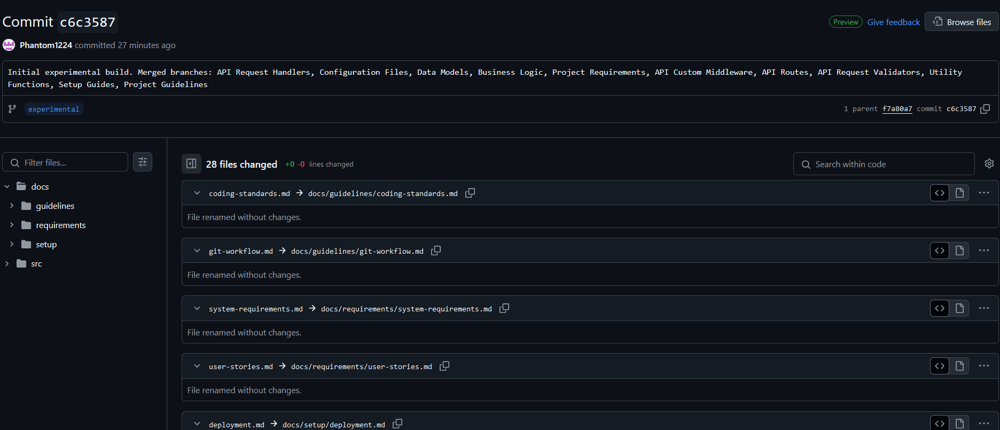 Commit c6c3587
Preview Give feedback Browse files
Phantom1224 committed 27 minutes ago
Initial experimental build. Merged branches: API Request Handlers, Configuration Files, Data Models, Business Logic, Project Requirements, API Custom Middleware, API Routes, API Request Validators, Utility
Functions, Setup Guides, Project Guidelines
experimental
1 parent f7a80a7 commit c6c3587
Filter files...
docs
guidelines
requirements
setup
src
28 files changed +0 -0 lines changed
Search within code
coding-standards.md → docs/guidelines/coding-standards.md
File renamed without changes.
git-workflow.md → docs/guidelines/git-workflow.md
File renamed without changes.
system-requirements.md → docs/requirements/system-requirements.md
File renamed without changes.
user-stories.md → docs/requirements/user-stories.md
File renamed without changes.
deployment.md → docs/setup/deployment.md